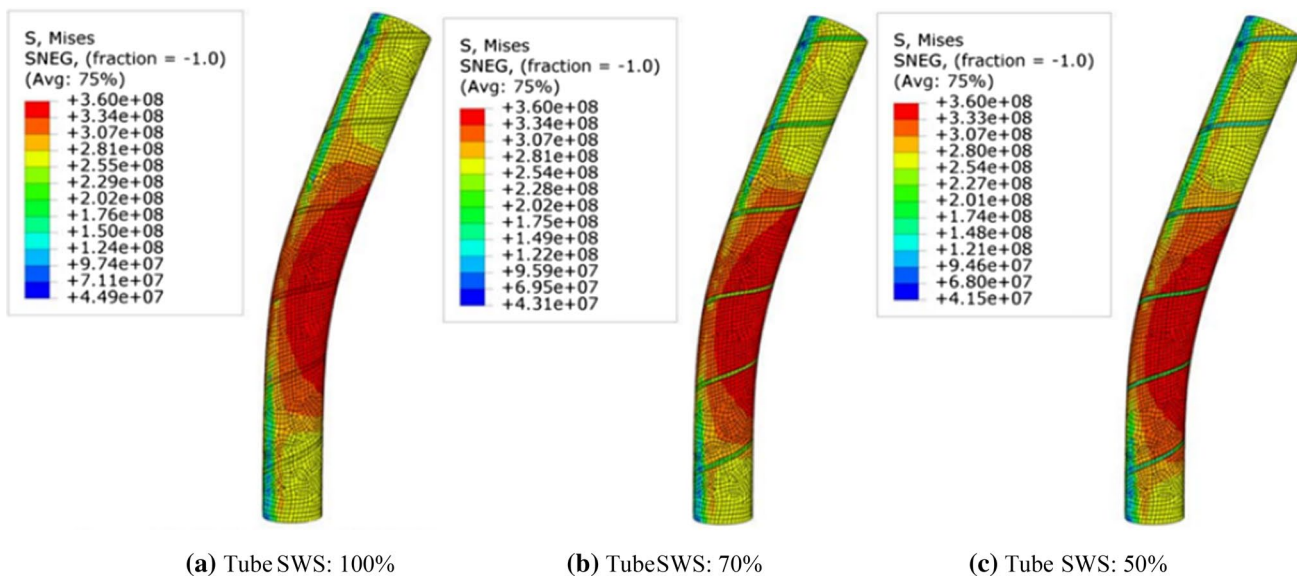 S, Mises
SNEG, (fraction = -1.0)
(Avg: 75%)
+3.60e+08
+3.34e+08
+3.07e+08
+2.81e+08
+2.55e+08
+2.29e+08
+2.02e+08
+1.76e+08
+1.50e+08
+1.24e+08
+9.74e+07
+7.11e+07
+4.49e+07
S, Mises
SNEG, (fraction = -1.0)
(Avg: 75%)
+3.60e+08
+3.34e+08
+3.07e+08
+2.81e+08
+2.54e+08
+2.28e+08
+2.02e+08
+1.75e+08
+1.49e+08
+1.22e+08
+9.59e+07
+6.95e+07
+4.31e+07
S, Mises
SNEG, (fraction = -1.0)
(Avg: 75%)
+3.60e+08
+3.33e+08
+3.07e+08
+2.80e+08
+2.54e+08
+2.27e+08
+2.01e+08
+1.74e+08
+1.48e+08
+1.21e+08
+9.46e+07
+6.80e+07
+4.15e+07
(a) Tube SWS: 100%
(b) TubeSWS: 70%
(c) Tube SWS: 50%